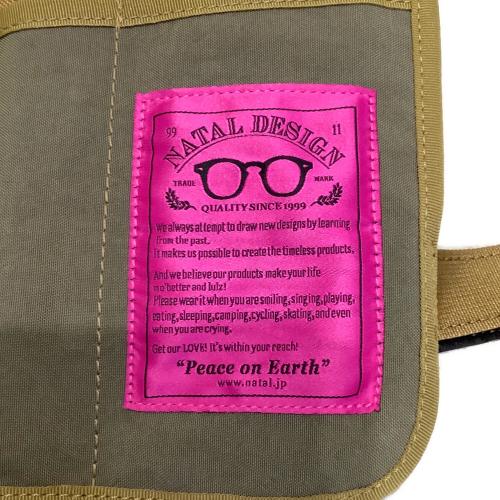 99 11
NATAL DESIGN
TRADE MARK
QUALITY SINCE 1999
We always attempt to draw new designs by learning
from the past.
It makes us possible to create the timeless products.
And we believe our products make your life
mo'better and lulz!
Please wear it when you are smiling, singing, playing,
eating, sleeping, camping, cycling, skating, and even
when you are crying.
Get our LOVE! It's within your reach!
"Peace on Earth"
www.natal.jp